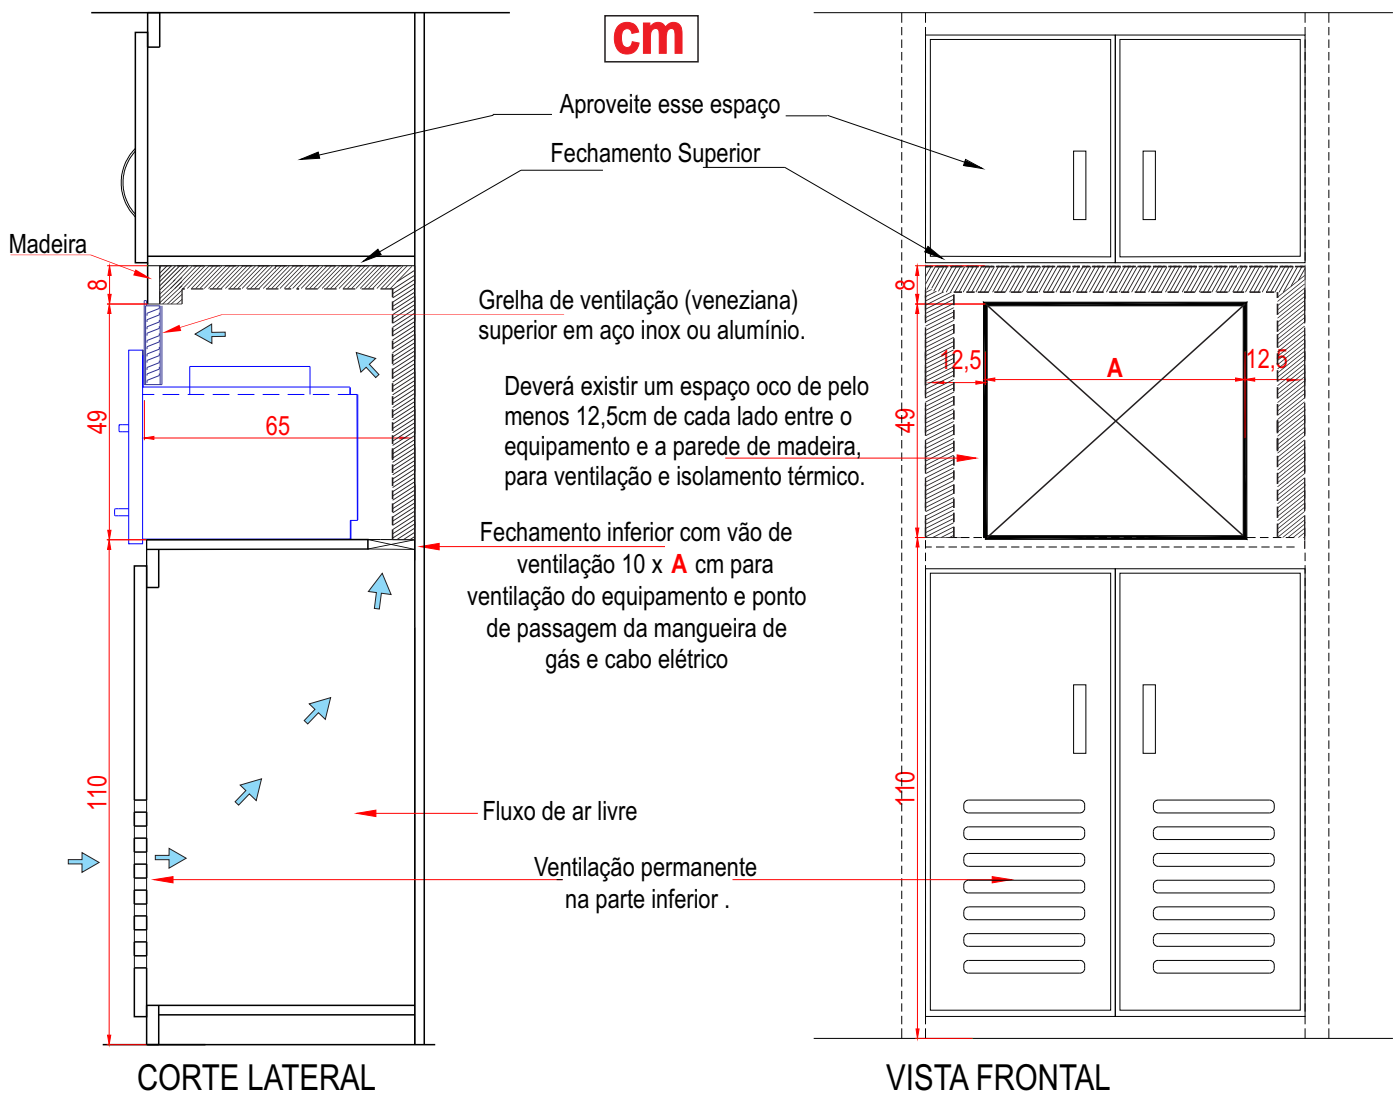 cm
Aproveite esse espaço
Fechamento Superior
Madeira
8
8
Grelha de ventilação (veneziana)
superior em aço inox ou alumínio.
12,5
A
12,5
Deverá existir um espaço oco de pelo
menos 12,5cm de cada lado entre o
equipamento e a parede de madeira,
para ventilação e isolamento térmico.
49
65
49
Fechamento inferior com vão de
ventilação 10 x A cm para
ventilação do equipamento e ponto
de passagem da mangueira de
gás e cabo elétrico
110
110
Fluxo de ar livre
Ventilação permanente
na parte inferior .
CORTE LATERAL
VISTA FRONTAL